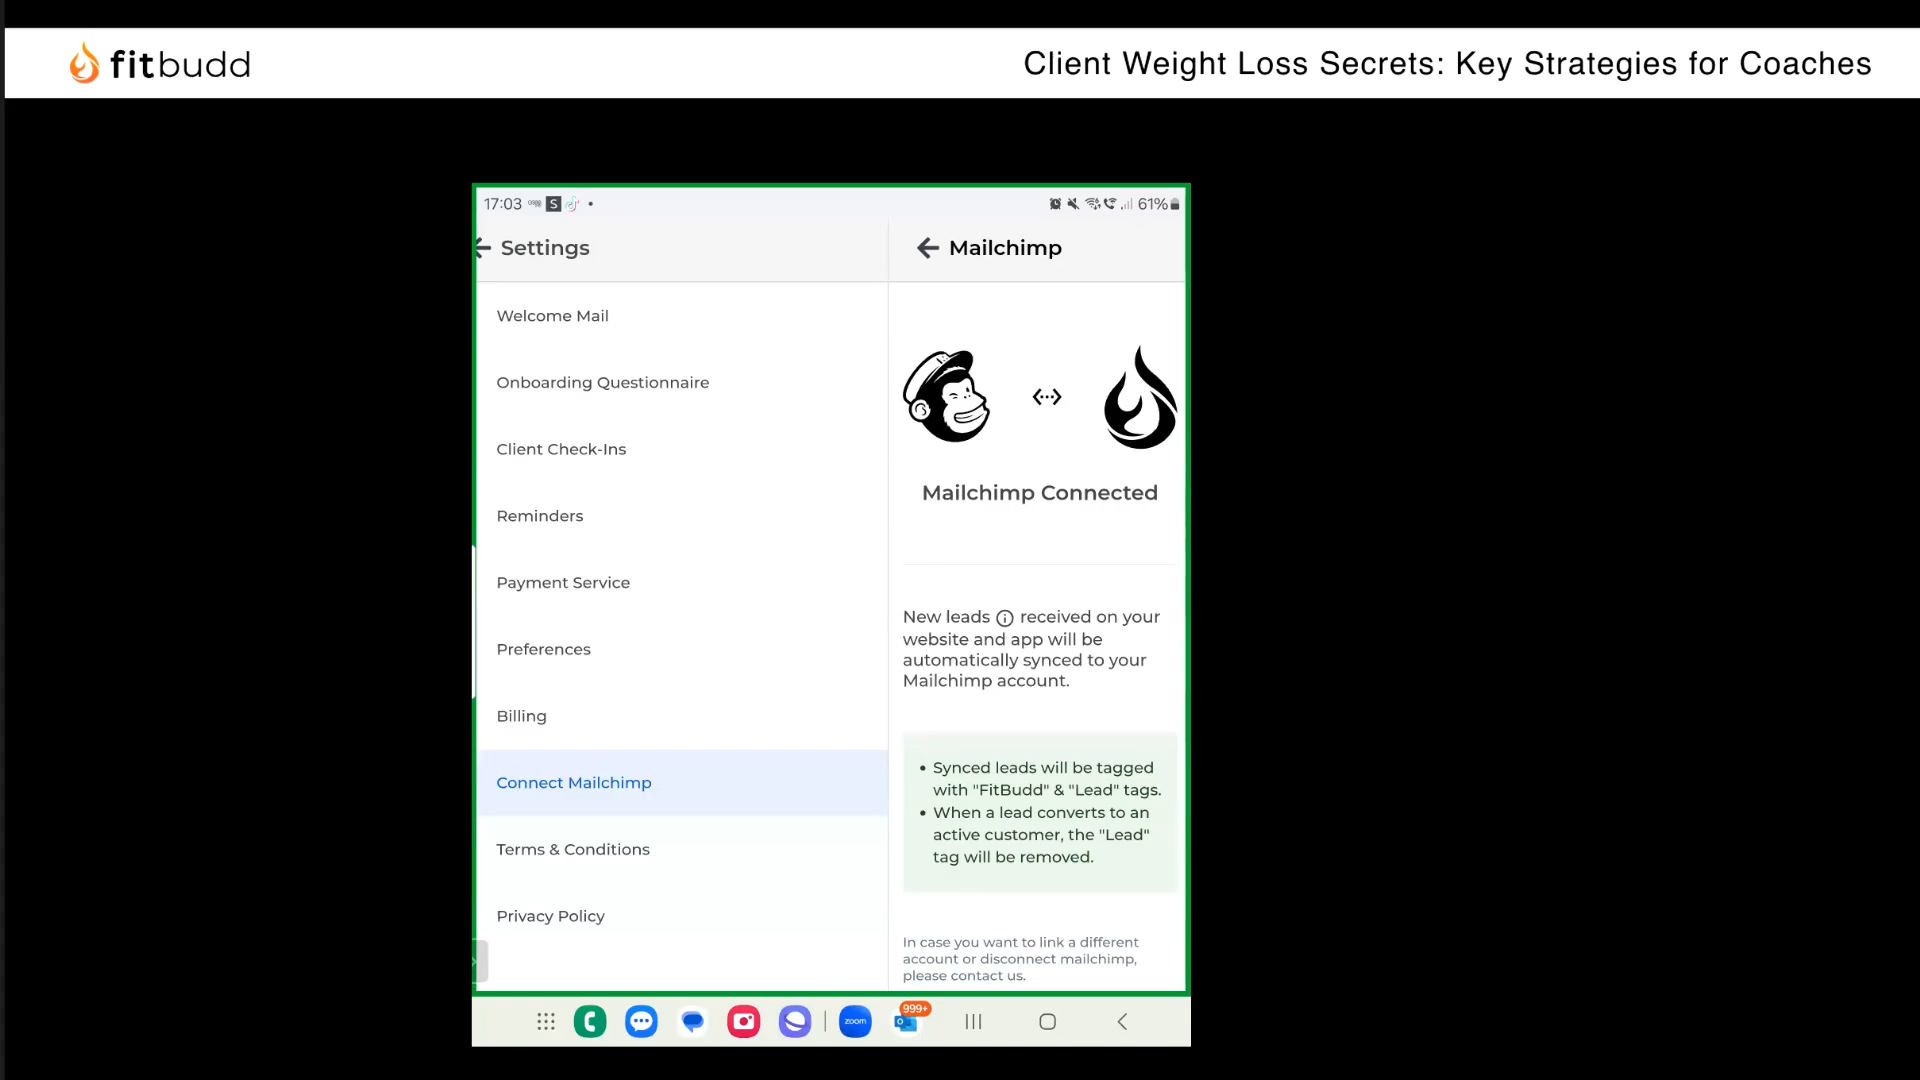 fitbudd
Client Weight Loss Secrets: Key Strategies for Coaches
17:03
S
61%
Settings
Mailchimp
Welcome Mail
Onboarding Questionnaire
Client Check-Ins
Reminders
Payment Service
Preferences
Billing
Connect Mailchimp
Terms & Conditions
Privacy Policy
Mailchimp Connected
New leads received on your
website and app will be
automatically synced to your
Mailchimp account.
• Synced leads will be tagged
with "FitBudd" & "Lead" tags.
• When a lead converts to an
active customer, the "Lead"
tag will be removed.
In case you want to link a different
account or disconnect mailchimp,
please contact us.
zoom
999+